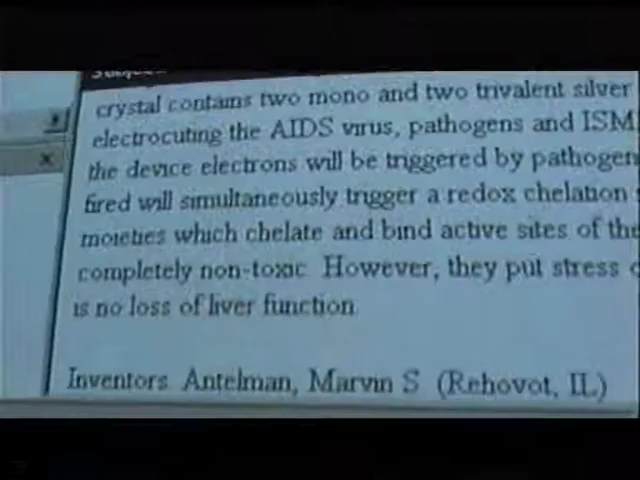 crystal contains two mono and two trivalent silver
electrocuting the AIDS virus, pathogens and ISM
the device electrons will be triggered by pathogen
fired will simultaneously trigger a redox chelation
moieties which chelate and bind active sites of the
completely non-toxic. However, they put stress
is no loss of liver function
Inventors Antelman, Marvin S (Rehovot, IL)